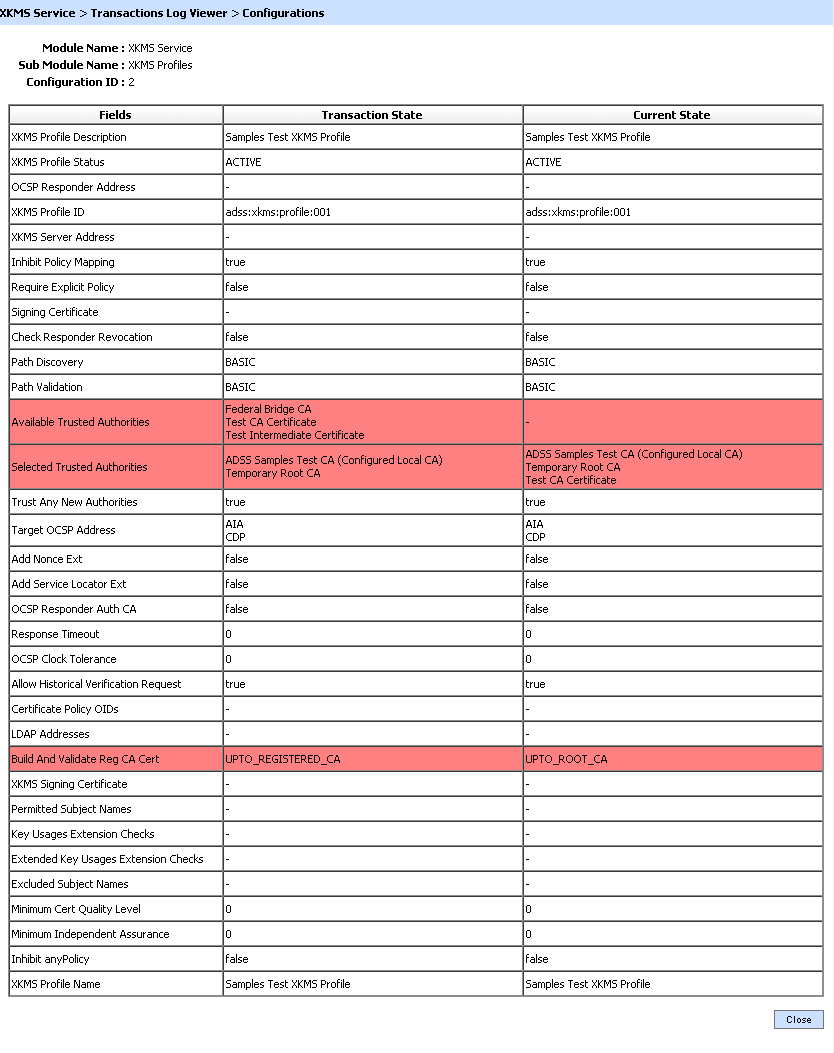 XKMS Service > Transactions Log Viewer > Configurations
Module Name : XKMS Service
Sub Module Name : XKMS Profiles
Configuration ID : 2
Fields Transaction State Current State
XKMS Profile Description Samples Test XKMS Profile Samples Test XKMS Profile
XKMS Profile Status ACTIVE ACTIVE
OCSP Responder Address - -
XKMS Profile ID adss:xkms:profile:001 adss:xkms:profile:001
XKMS Server Address - -
Inhibit Policy Mapping true true
Require Explicit Policy false false
Signing Certificate - -
Check Responder Revocation false false
Path Discovery BASIC BASIC
Path Validation BASIC BASIC
Available Trusted Authorities
Federal Bridge CA
Test CA Certificate
Test Intermediate Certificate
-
Selected Trusted Authorities
ADSS Samples Test CA (Configured Local CA)
Temporary Root CA
ADSS Samples Test CA (Configured Local CA)
Temporary Root CA
Test CA Certificate
Trust Any New Authorities true true
Target OCSP Address
AIA
CDP
AIA
CDP
Add Nonce Ext false false
Add Service Locator Ext false false
OCSP Responder Auth CA false false
Response Timeout 0 0
OCSP Clock Tolerance 0 0
Allow Historical Verification Request true true
Certificate Policy OIDs - -
LDAP Addresses - -
Build And Validate Reg CA Cert UPTO_REGISTERED_CA UPTO_ROOT_CA
XKMS Signing Certificate - -
Permitted Subject Names - -
Key Usages Extension Checks - -
Extended Key Usages Extension Checks - -
Excluded Subject Names - -
Minimum Cert Quality Level 0 0
Minimum Independent Assurance 0 0
Inhibit anyPolicy false false
XKMS Profile Name Samples Test XKMS Profile Samples Test XKMS Profile
Close